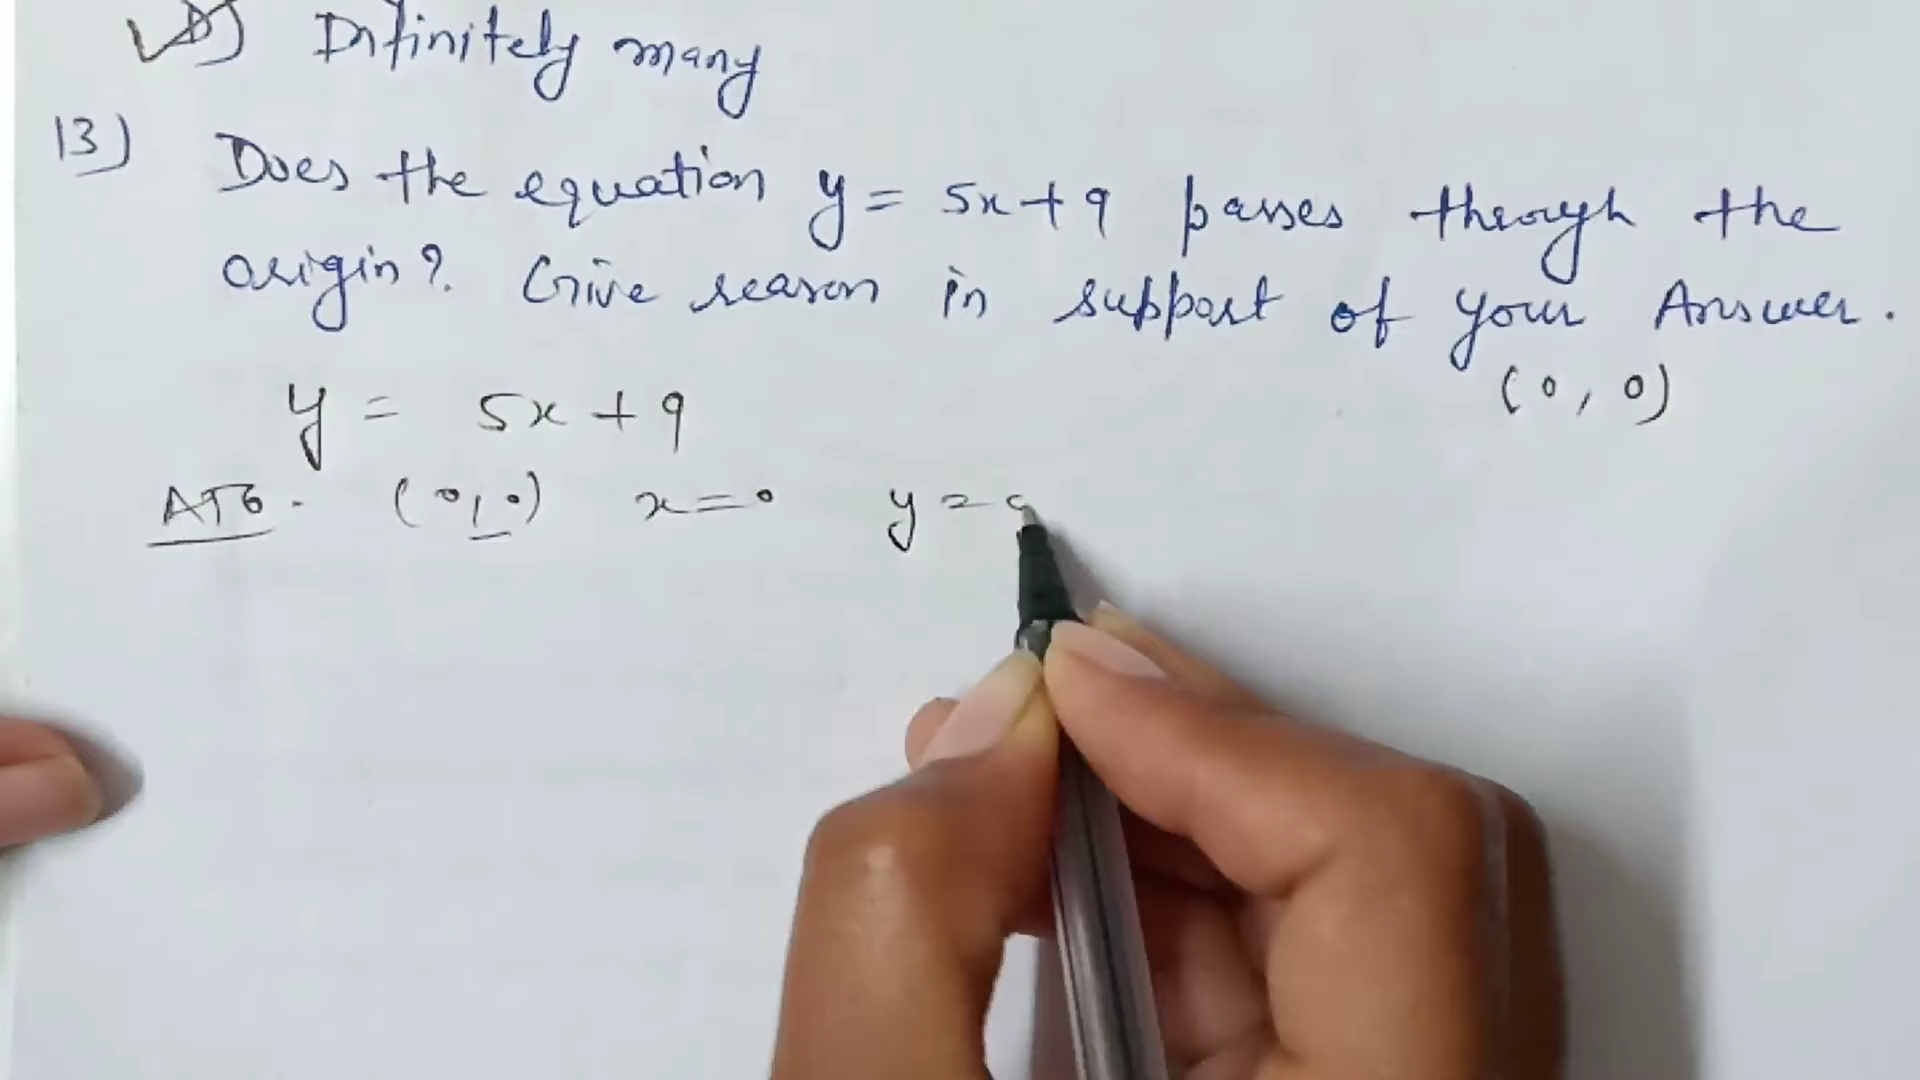 D) Infinitely many
13) Does the equation y = 5x+9 passes through the
origin? Give reason in support of your Answer.
(0, 0)
y = 5x+9
ATQ. (0,0) x=0 y=